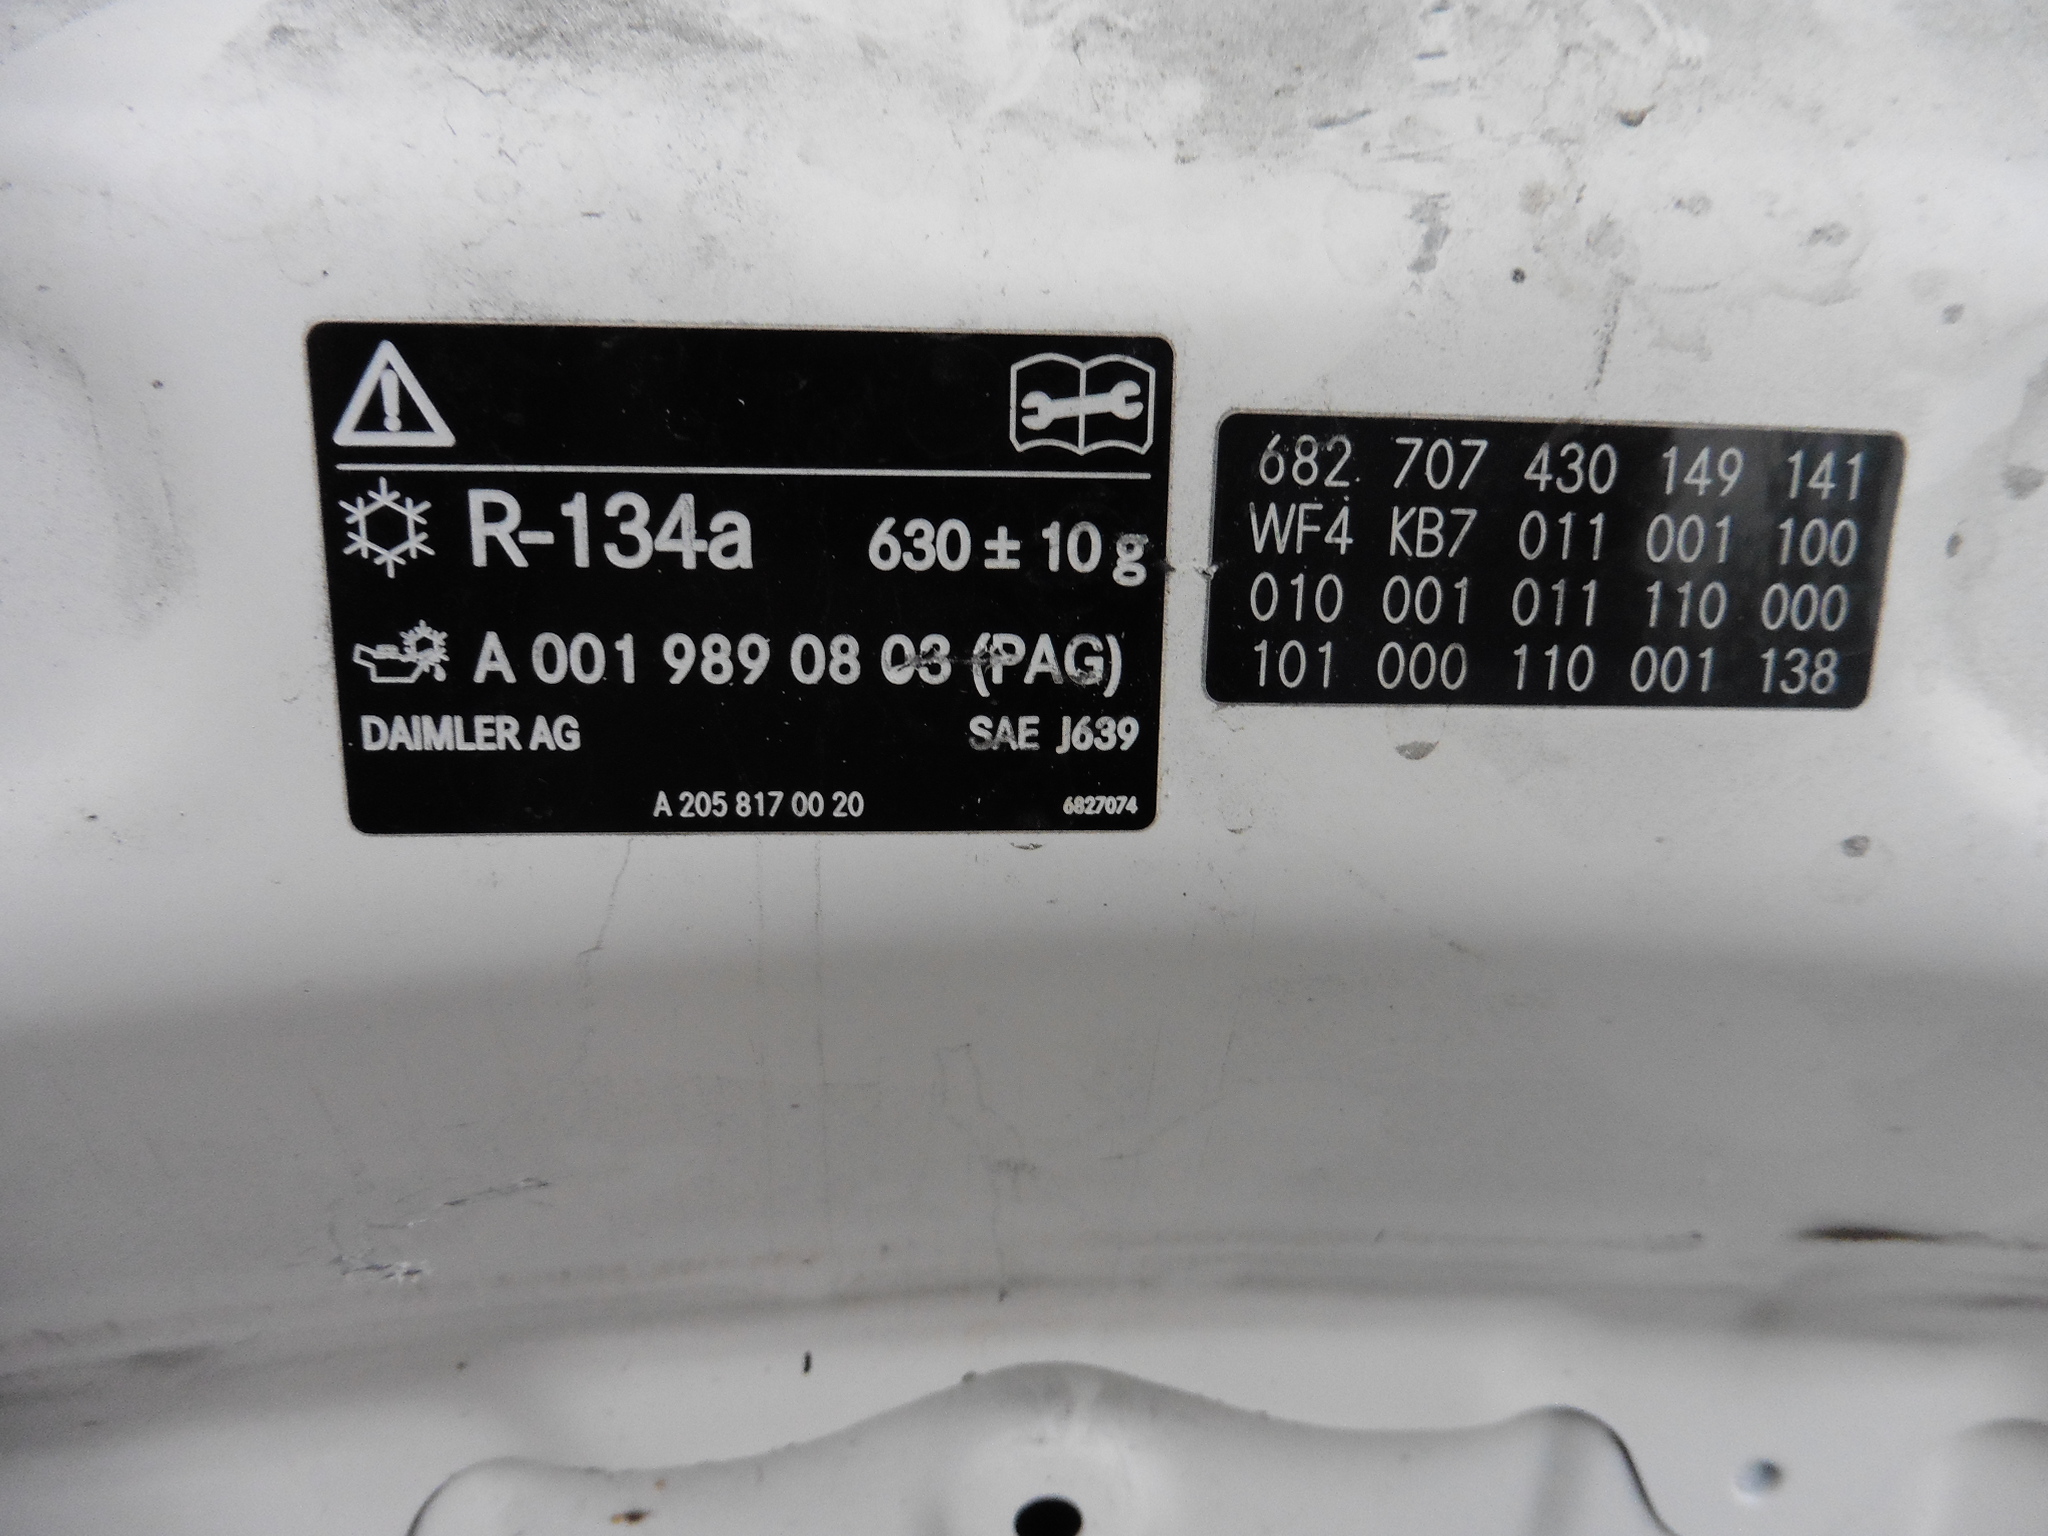 R-134a 630 ± 10 g
A 001 989 08 03 (PAG)
DAIMLER AG SAE J639
A 205 817 00 20 6827074
682 707 430 149 141
WF4 KB7 011 001 100
010 001 011 110 000
101 000 110 001 138